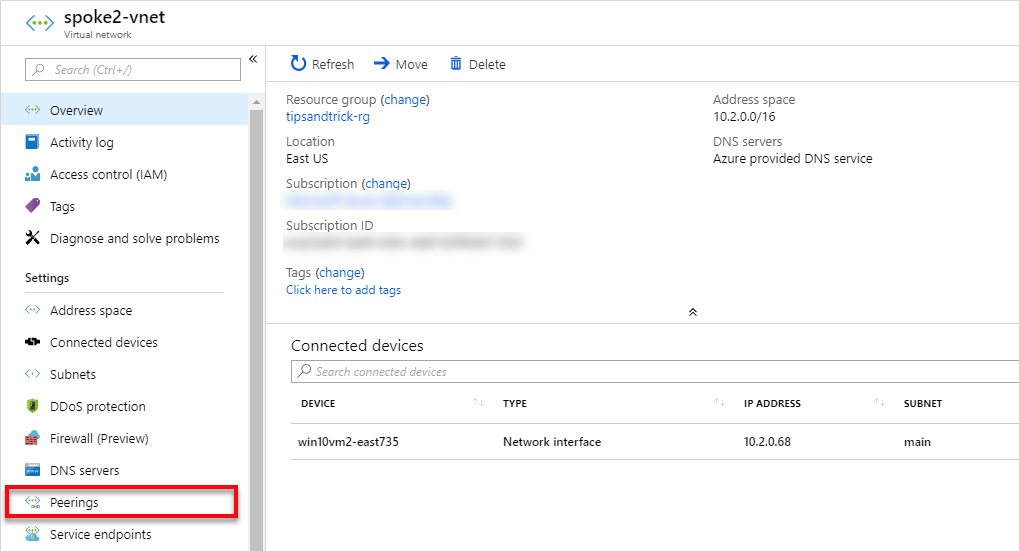 spoke2-vnet
Virtual network
Search (Ctrl+/)
Overview
Activity log
Access control (IAM)
Tags
Diagnose and solve problems
Settings
Address space
Connected devices
Subnets
DDoS protection
Firewall (Preview)
DNS servers
Peerings
Service endpoints
Refresh Move Delete
Resource group (change)
tipsandtrick-rg
Location
East US
Subscription (change)
Subscription ID
Tags (change)
Click here to add tags
Address space
10.2.0.0/16
DNS servers
Azure provided DNS service
Connected devices
Search connected devices
DEVICE TYPE IP ADDRESS SUBNET
win10vm2-east735 Network interface 10.2.0.68 main